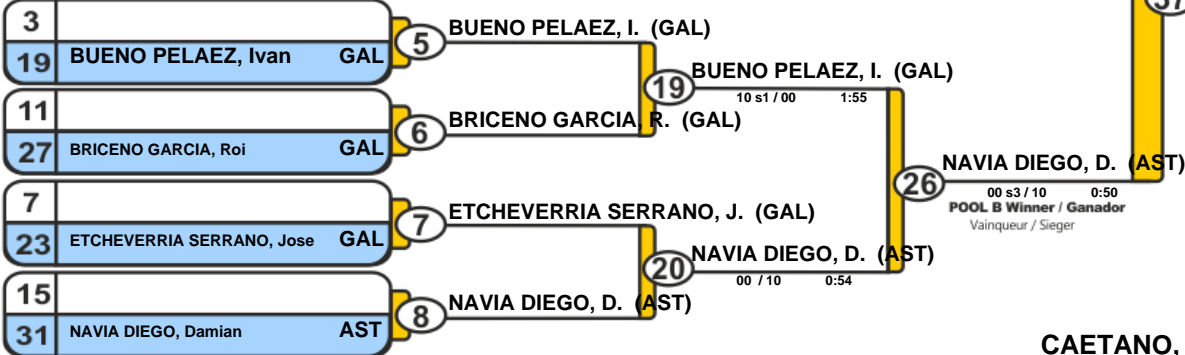 3
19 BUENO PELAEZ, Ivan GAL
5 BUENO PELAEZ, I. (GAL)
11
27 BRICENO GARCIA, Roi GAL
6 BRICENO GARCIA, R. (GAL)
19 BUENO PELAEZ, I. (GAL)
10 s1 / 00 1:55
7
23 ETCHEVERRIA SERRANO, Jose GAL
7 ETCHEVERRIA SERRANO, J. (GAL)
15
31 NAVIA DIEGO, Damian AST
8 NAVIA DIEGO, D. (AST)
20 NAVIA DIEGO, D. (AST)
00 / 10 0:54
26 NAVIA DIEGO, D. (AST)
00 s3 / 10 0:50
POOL B Winner / Ganador
Vainqueur / Sieger
37
CAETANO,